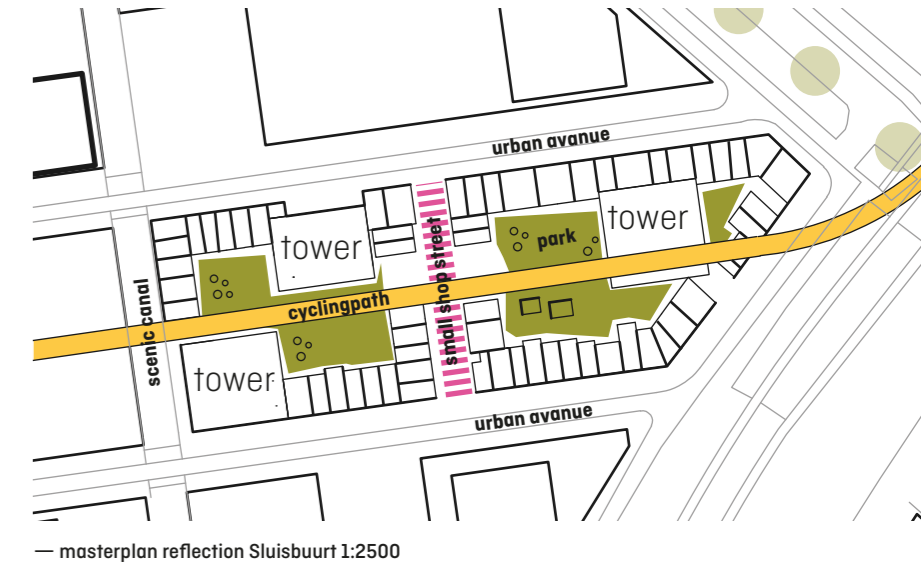 urban avanue
tower
small shop street
park
tower
scenic canal
cyclingpath
tower
urban avanue
— masterplan reflection Sluisbuurt 1:2500